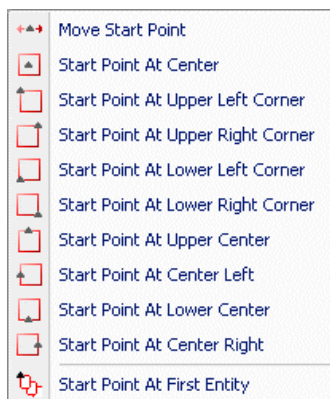 Move Start Point
Start Point At Center
Start Point At Upper Left Corner
Start Point At Upper Right Corner
Start Point At Lower Left Corner
Start Point At Lower Right Corner
Start Point At Upper Center
Start Point At Center Left
Start Point At Lower Center
Start Point At Center Right
Start Point At First Entity